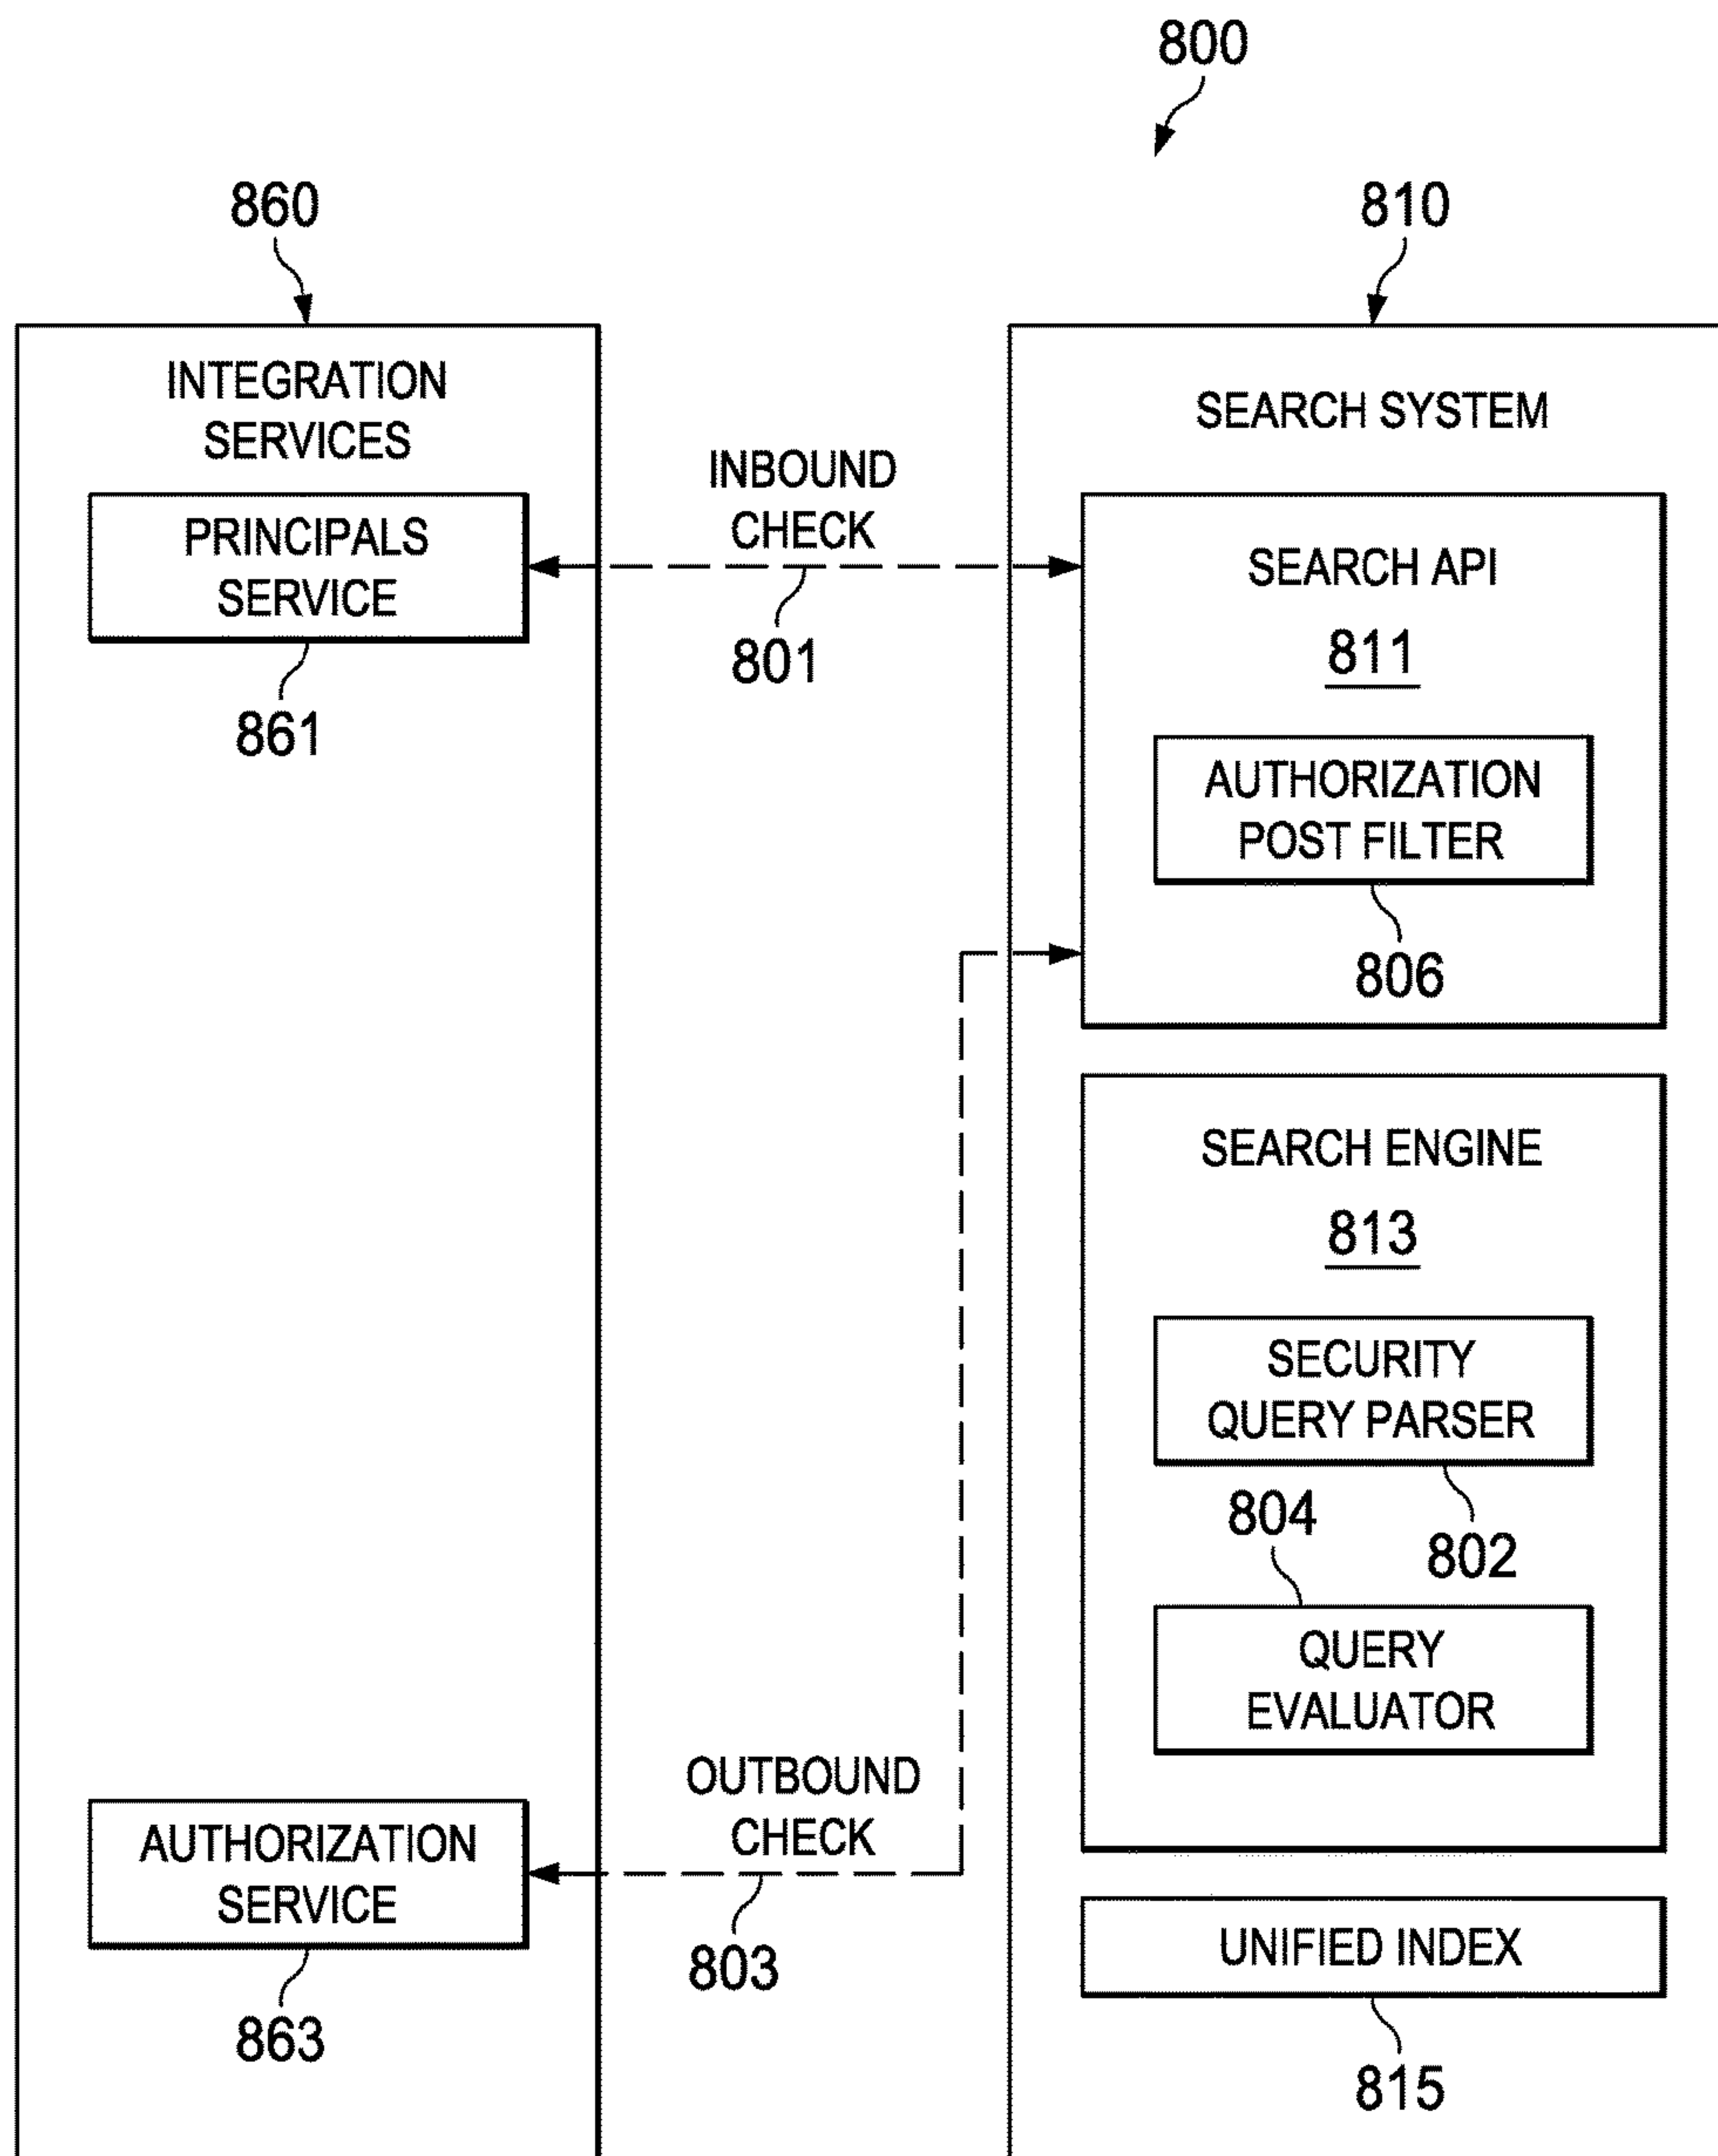 800
860
810
INTEGRATION
SERVICES
PRINCIPALS
SERVICE
861
INBOUND
CHECK
801
SEARCH SYSTEM
SEARCH API
811
AUTHORIZATION
POST FILTER
806
SEARCH ENGINE
813
SECURITY
QUERY PARSER
804
802
QUERY
EVALUATOR
OUTBOUND
CHECK
803
AUTHORIZATION
SERVICE
863
UNIFIED INDEX
815